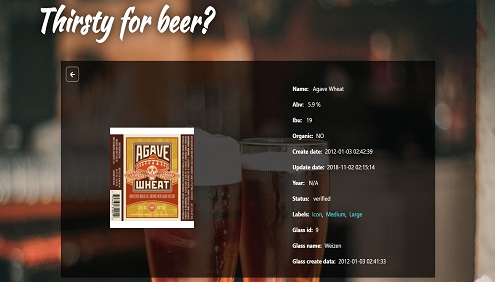 Thirsty for beer?
Name: Agave Wheat
Abv: 5.9 %
Ibu: 19
Organic: NO
Create date: 2012-01-03 02:42:39
Update date: 2018-11-02 02:15:14
Year: N/A
Status: verified
Labels: Icon, Medium, Large
Glass id: 9
Glass name: Weizen
Glass create data: 2012-01-03 02:41:33
AGAVE
WHEAT